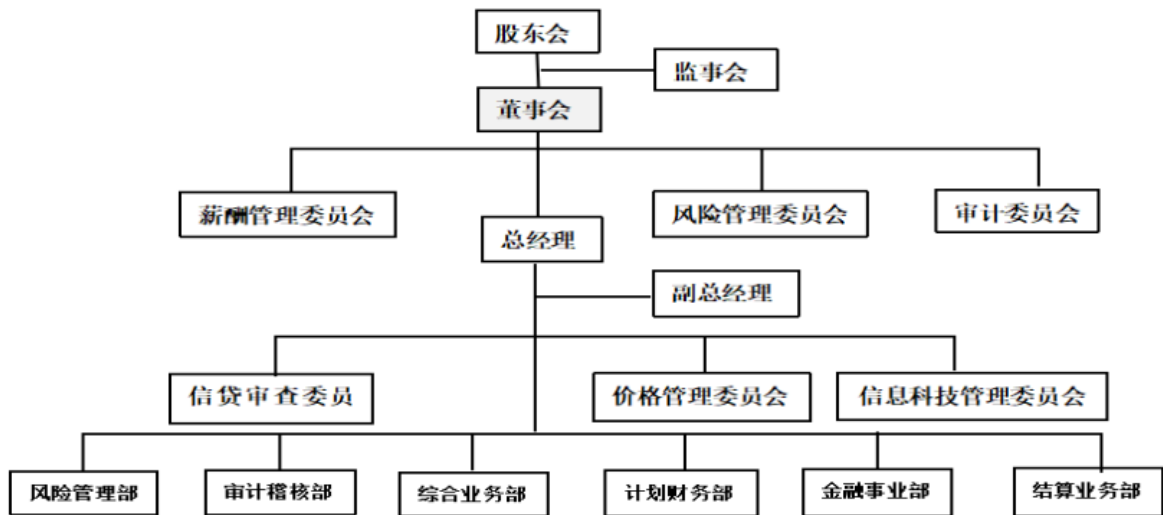 股东会
监事会
董事会
薪酬管理委员会
风险管理委员会
审计委员会
总经理
副总经理
信贷审查委员
价格管理委员会
信息科技管理委员会
风险管理部
审计稽核部
综合业务部
计划财务部
金融事业部
结算业务部